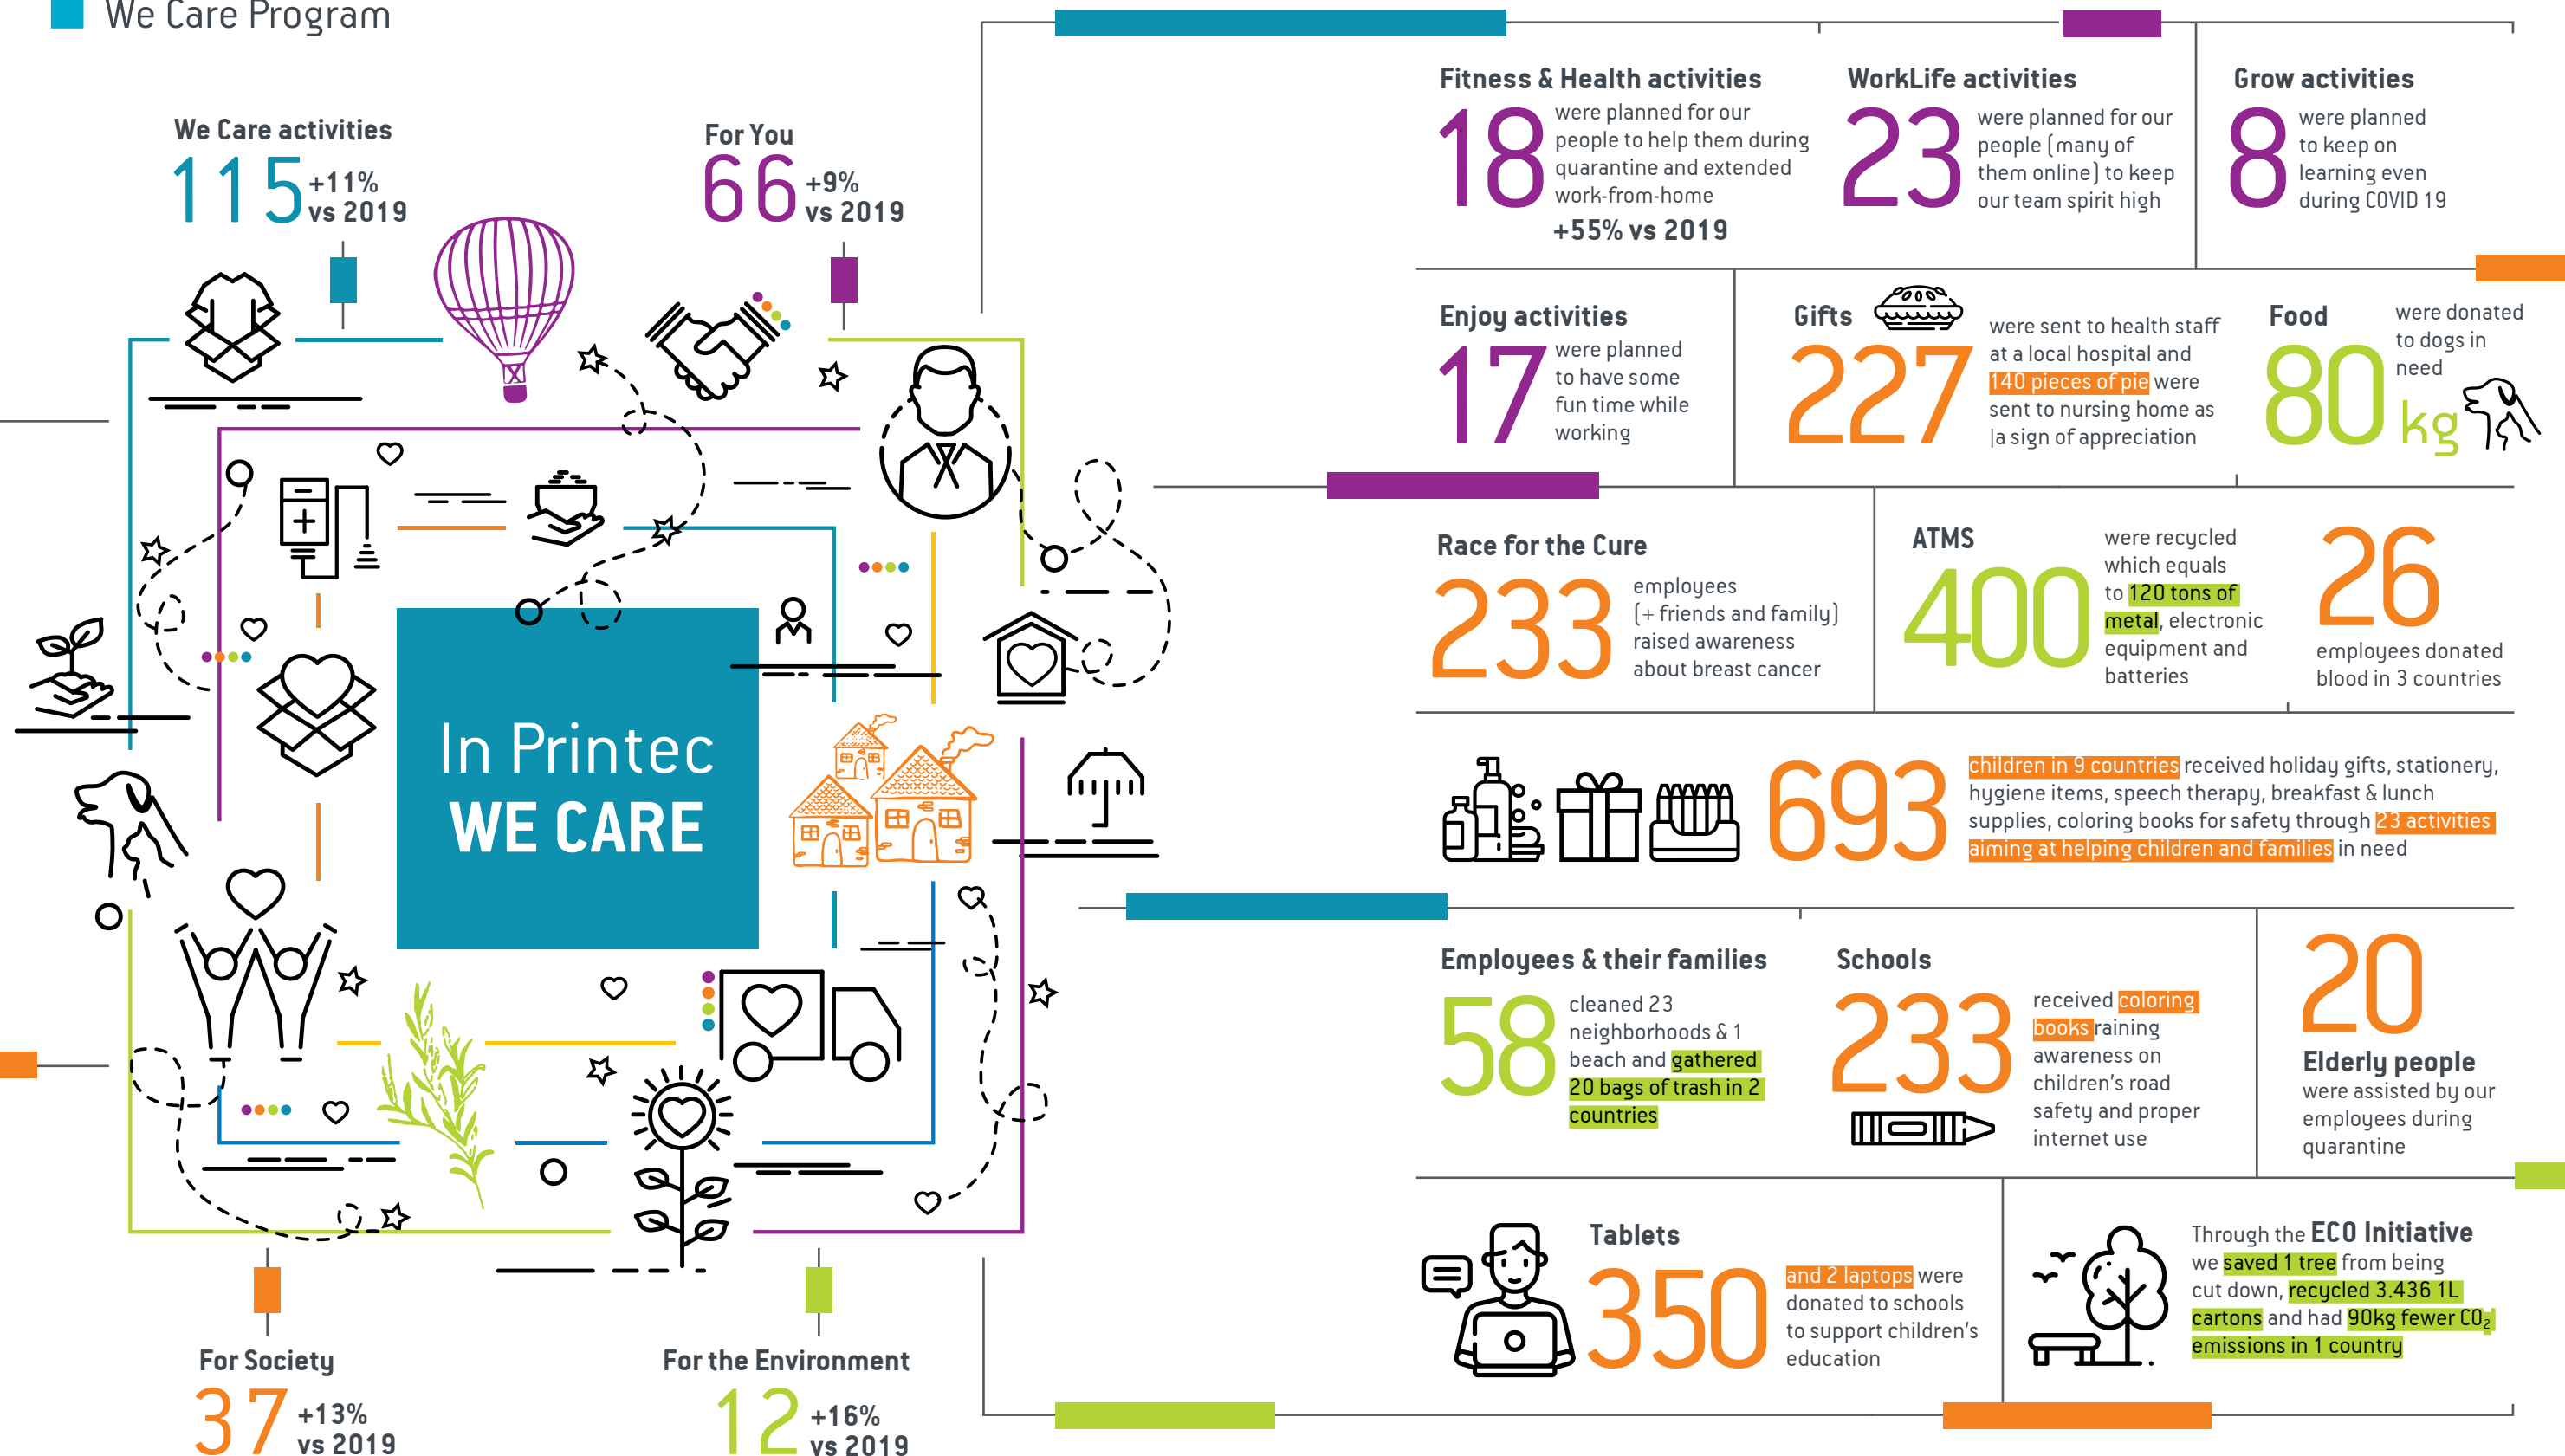 We Care Program
We Care activities
115 +11%
vs 2019
For You
66 +9%
vs 2019
In Printec
WE CARE
For Society
37 +13%
vs 2019
For the Environment
12 +16%
vs 2019
Fitness & Health activities
18
were planned for our
people to help them during
quarantine and extended
work-from-home
+55% vs 2019
WorkLife activities
23
were planned for our
people (many of
them online) to keep
our team spirit high
Grow activities
8
were planned
to keep on
learning even
during COVID 19
Enjoy activities
17
were planned
to have some
fun time while
working
Gifts
227
were sent to health staff
at a local hospital and
140 pieces of pie were
sent to nursing home as
|a sign of appreciation
Food
80 kg
were donated
to dogs in
need
Race for the Cure
233
employees
(+ friends and family)
raised awareness
about breast cancer
ATMS
400
were recycled
which equals
to 120 tons of
metal, electronic
equipment and
batteries
26
employees donated
blood in 3 countries
693
children in 9 countries received holiday gifts, stationery,
hygiene items, speech therapy, breakfast & lunch
supplies, coloring books for safety through 23 activities
aiming at helping children and families in need
Employees & their families
58
cleaned 23
neighborhoods & 1
beach and gathered
20 bags of trash in 2
countries
Schools
233
received coloring
books raining
awareness on
children's road
safety and proper
internet use
20
Elderly people
were assisted by our
employees during
quarantine
Tablets
350
and 2 laptops were
donated to schools
to support children's
education
Through the ECO Initiative
we saved 1 tree from being
cut down, recycled 3.436 1L
cartons and had 90kg fewer CO₂
emissions in 1 country